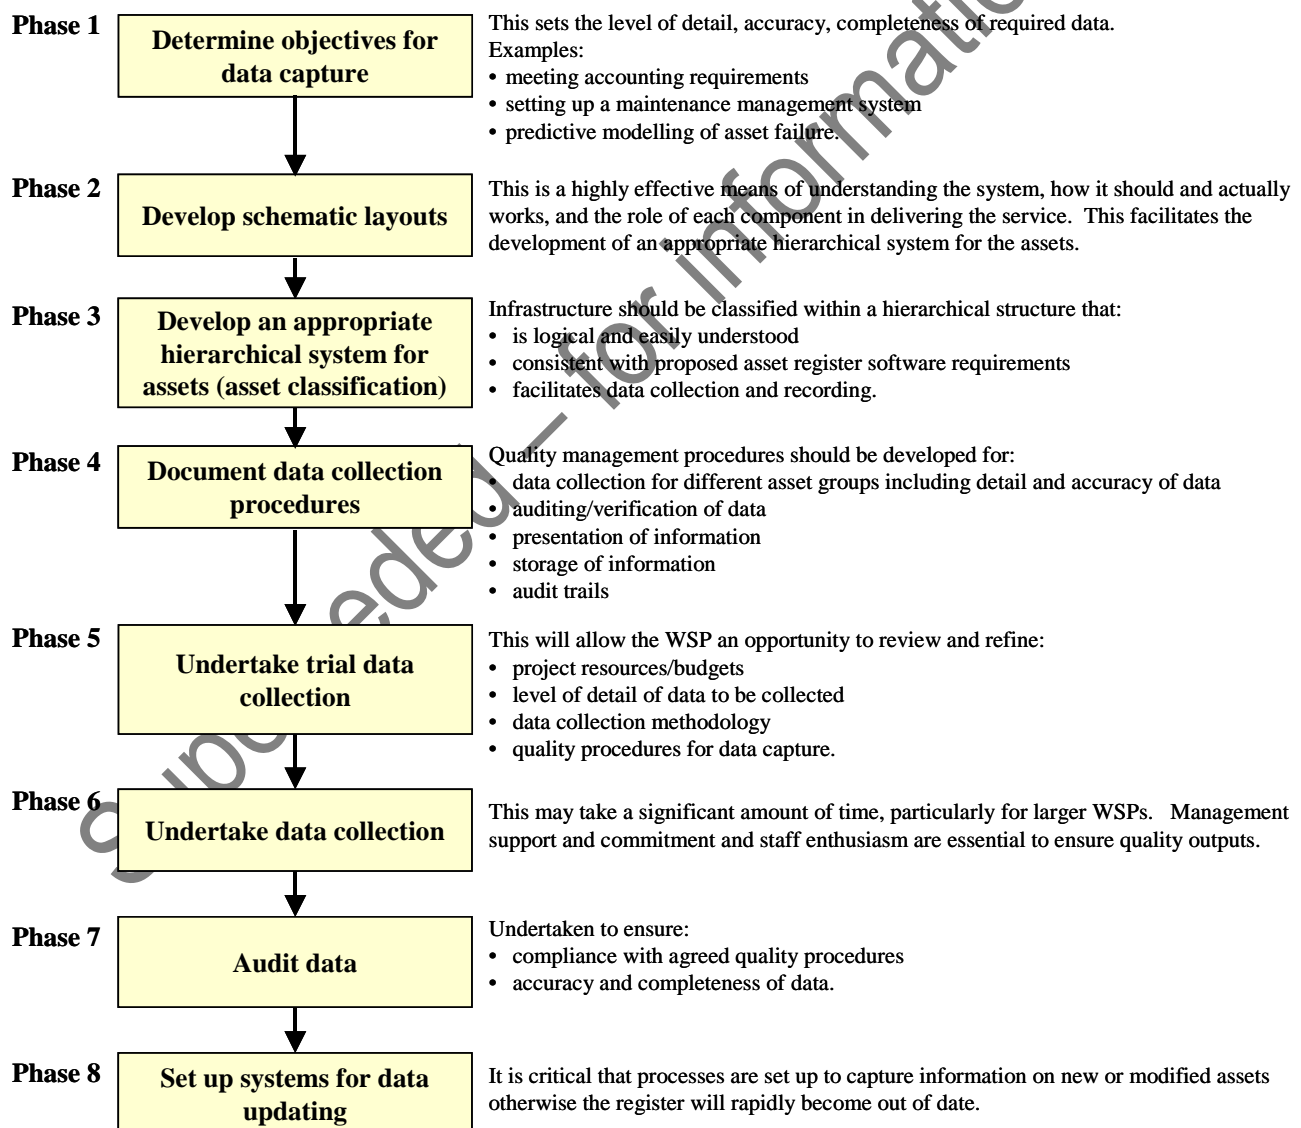 Phase 1
Determine objectives for
data capture
This sets the level of detail, accuracy, completeness of required data.
Examples:
• meeting accounting requirements
• setting up a maintenance management system
• predictive modelling of asset failure.
Phase 2
Develop schematic layouts
This is a highly effective means of understanding the system, how it should and actually
works, and the role of each component in delivering the service. This facilitates the
development of an appropriate hierarchical system for the assets.
Phase 3
Develop an appropriate
hierarchical system for
assets (asset classification)
Infrastructure should be classified within a hierarchical structure that:
• is logical and easily understood
• consistent with proposed asset register software requirements
• facilitates data collection and recording.
Phase 4
Document data collection
procedures
Quality management procedures should be developed for:
• data collection for different asset groups including detail and accuracy of data
• auditing/verification of data
• presentation of information
• storage of information
• audit trails
Phase 5
Undertake trial data
collection
This will allow the WSP an opportunity to review and refine:
• project resources/budgets
• level of detail of data to be collected
• data collection methodology
• quality procedures for data capture.
Phase 6
Undertake data collection
This may take a significant amount of time, particularly for larger WSPs. Management
support and commitment and staff enthusiasm are essential to ensure quality outputs.
Phase 7
Audit data
Undertaken to ensure:
• compliance with agreed quality procedures
• accuracy and completeness of data.
Phase 8
Set up systems for data
updating
It is critical that processes are set up to capture information on new or modified assets
otherwise the register will rapidly become out of date.
– for